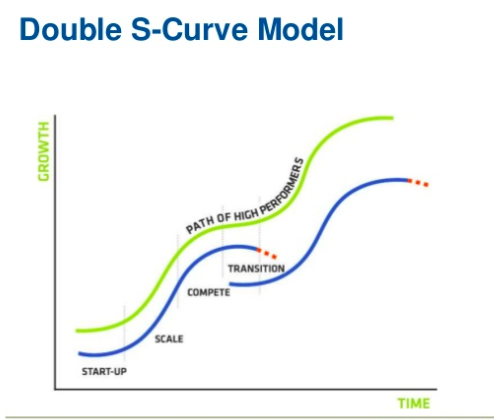 Double S-Curve Model
GROWTH
PATH OF HIGH PERFORMERS
TRANSITION
COMPETE
SCALE
START-UP
TIME